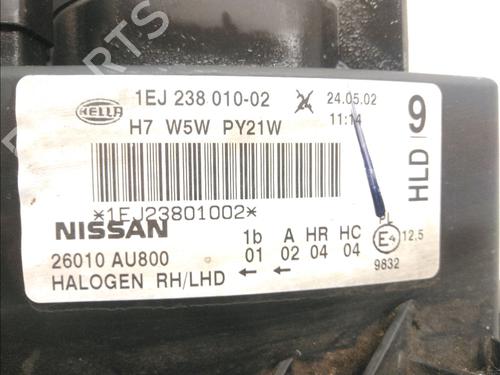 HELLA
1EJ 238 010-02
24.05.02
11:14
H7 W5W PY21W
9
HLD
*1EJ23801002*
NISSAN
26010 AU800
HALOGEN RH/LHD
1b A HR HC
01 02 04 04
← ←
PL
E4 12.5
9832
B-PARTS